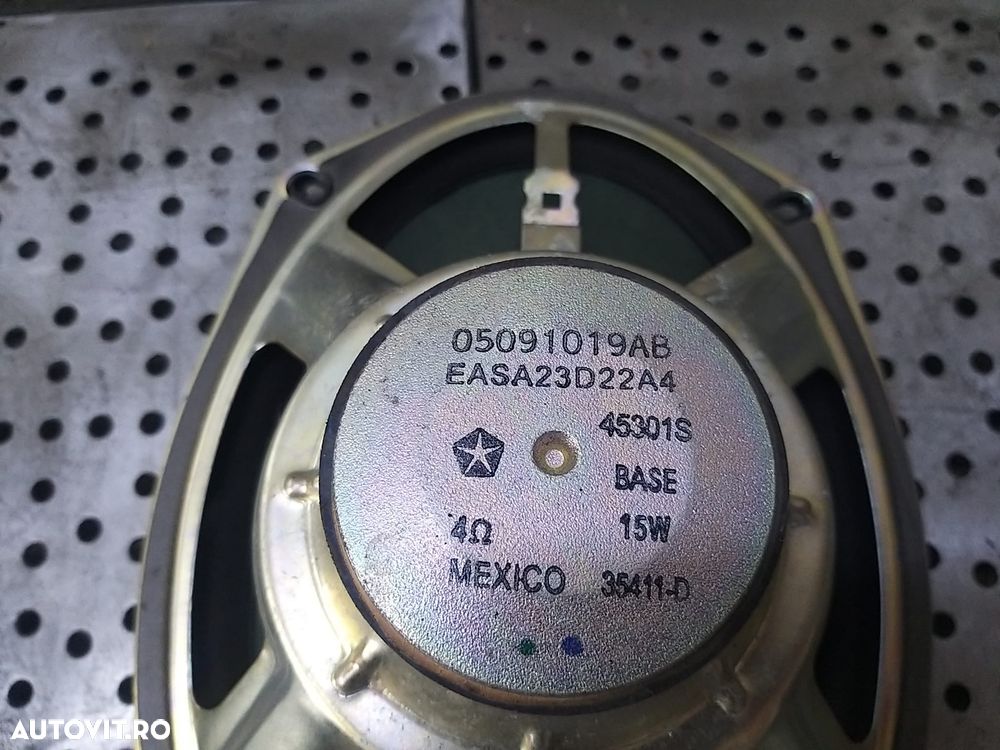 05091019AB
EASA23D22A4
45301S
BASE
4Ω 15W
MEXICO 35411-D
AUTOVIT.RO